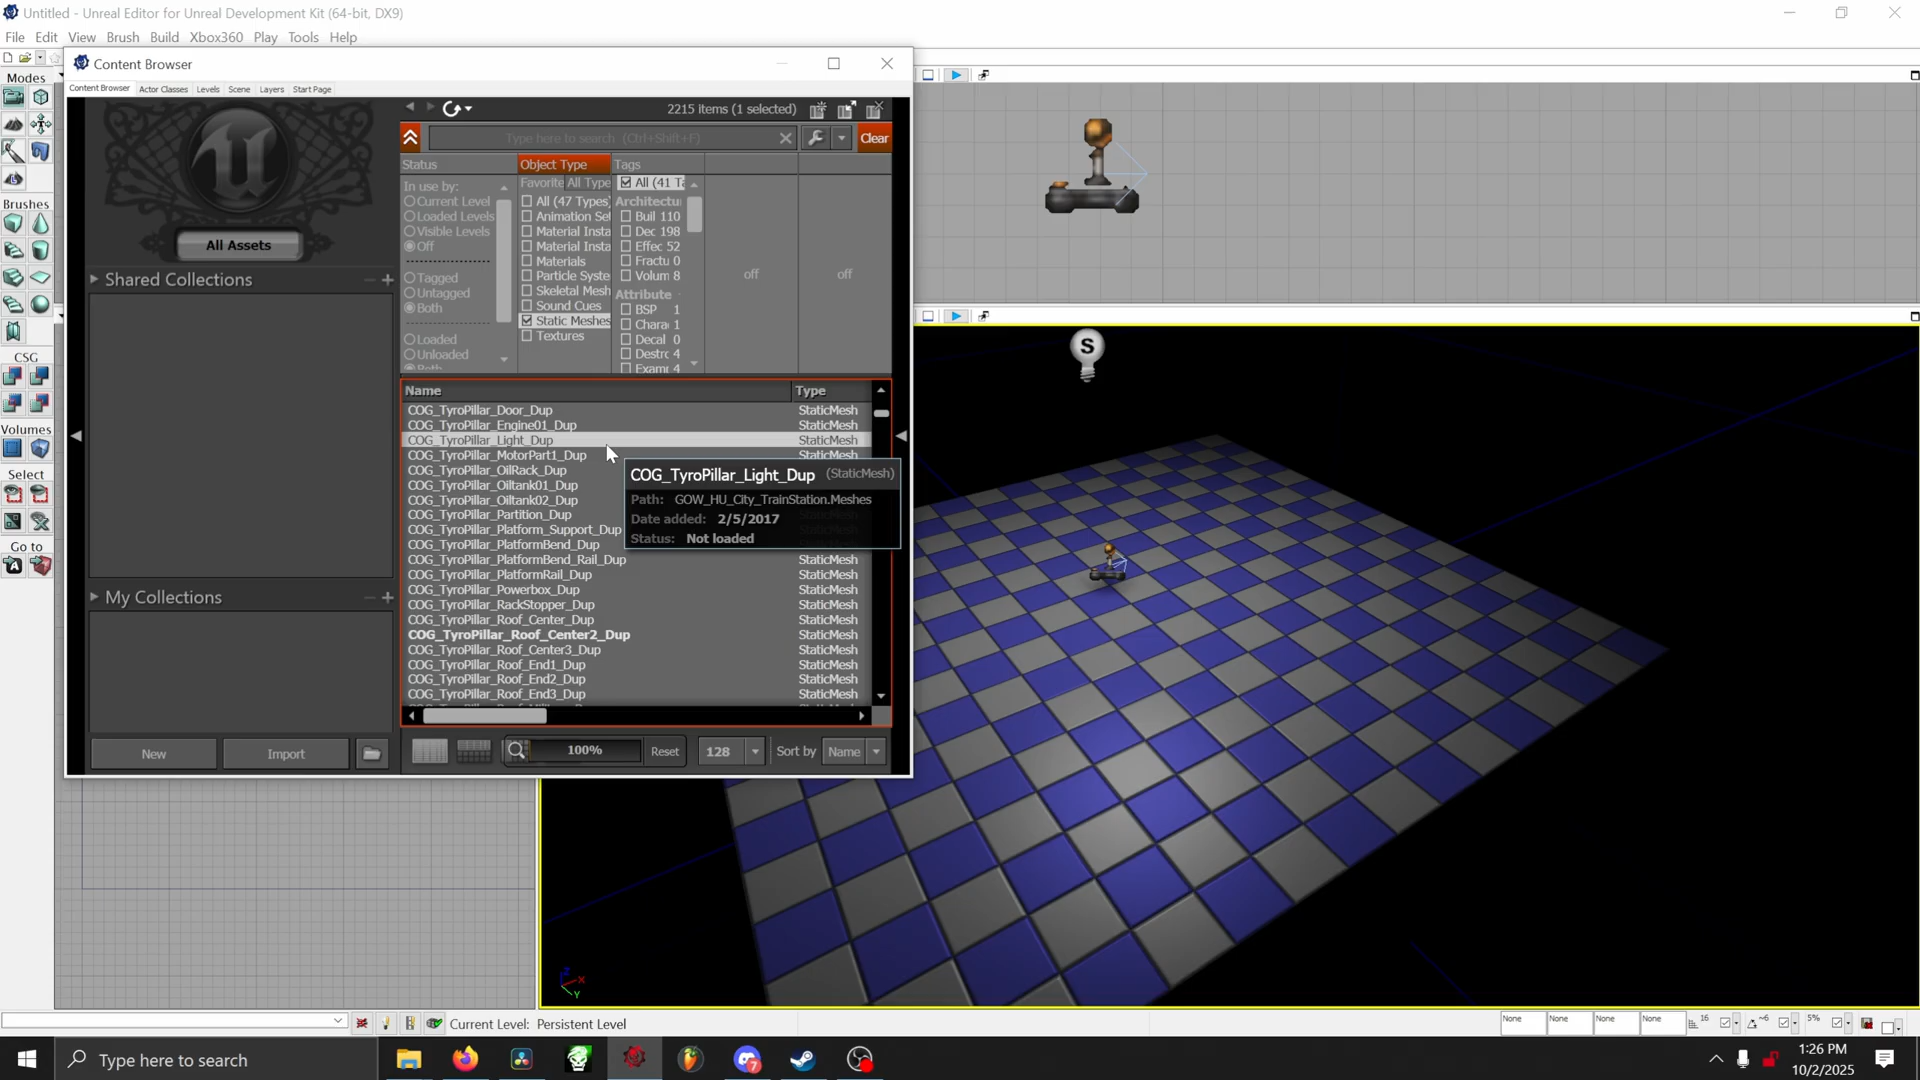 Untitled - Unreal Editor for Unreal Development Kit (64-bit, DX9)
File Edit View Brush Build Xbox360 Play Tools Help
Content Browser
Modes
Content Browser Actor Classes Levels Scene Layers Start Page
2215 Items (1 selected)
Type here to search (Ctrl+Shift+F)
Clear
Status Object Type Tags
In use by:
Current Level
Loaded Levels
Visible Levels
Off
Tagged
Untagged
Both
Loaded
Unloaded
Both
Favorite All Type
All (47 Types)
Animation Set
Material Insta
Material Insta
Materials
Particle Syste
Skeletal Mesh
Sound Cues
Static Meshes
Textures
All (41 Ta
Architectu
Buil 110
Dec 198
Effec 52
Fractu 0
Volum 8
Attribute
BSP 1
Chara 1
Decal 0
Destrc 4
Examp 4
off
off
All Assets
Shared Collections
My Collections
New
Import
Brushes
CSG
Volumes
Select
Go to
Name Type
COG_TyroPillar_Door_Dup StaticMesh
COG_TyroPillar_Engine01_Dup StaticMesh
COG_TyroPillar_Light_Dup StaticMesh
COG_TyroPillar_MotorPart1_Dup StaticMesh
COG_TyroPillar_OilRack_Dup
COG_TyroPillar_Oiltank01_Dup
COG_TyroPillar_Oiltank02_Dup
COG_TyroPillar_Partition_Dup
COG_TyroPillar_Platform_Support_Dup
COG_TyroPillar_PlatformBend_Dup
COG_TyroPillar_PlatformBend_Rail_Dup StaticMesh
COG_TyroPillar_PlatformRail_Dup StaticMesh
COG_TyroPillar_Powerbox_Dup StaticMesh
COG_TyroPillar_RackStopper_Dup StaticMesh
COG_TyroPillar_Roof_Center_Dup StaticMesh
COG_TyroPillar_Roof_Center2_Dup StaticMesh
COG_TyroPillar_Roof_Center3_Dup StaticMesh
COG_TyroPillar_Roof_End1_Dup StaticMesh
COG_TyroPillar_Roof_End2_Dup StaticMesh
COG_TyroPillar_Roof_End3_Dup StaticMesh
COG_TyroPillar_Light_Dup (StaticMesh)
Path: GOW_HU_City_TrainStation.Meshes
Date added: 2/5/2017
Status: Not loaded
100% Reset 128 Sort by Name
S
Z
X
Y
Current Level: Persistent Level
None None None None 16 ~6 5%
Type here to search
7
1:26 PM
10/2/2025